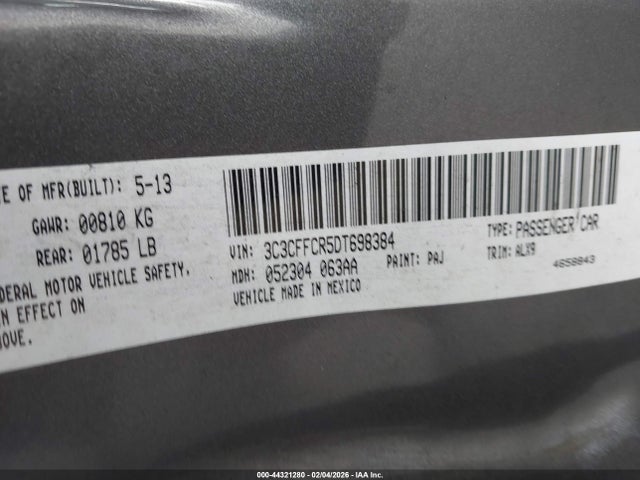 E OF MFR(BUILT): 5-13
GAWR: 00810 KG
REAR: 01785 LB
DERAL MOTOR VEHICLE SAFETY,
N EFFECT ON
OVE.
VIN: 3C3CFFCR5DT698384
TYPE: PASSENGER CAR
MDH: 052304 063AA
PAINT: PAJ
TRIM: ALX9
VEHICLE MADE IN MEXICO
4658843
000-44321280 - 02/04/2026 - IAA Inc.